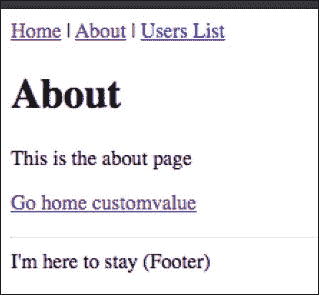 Home | About | Users List
About
This is the about page
Go home customvalue
I'm here to stay (Footer)